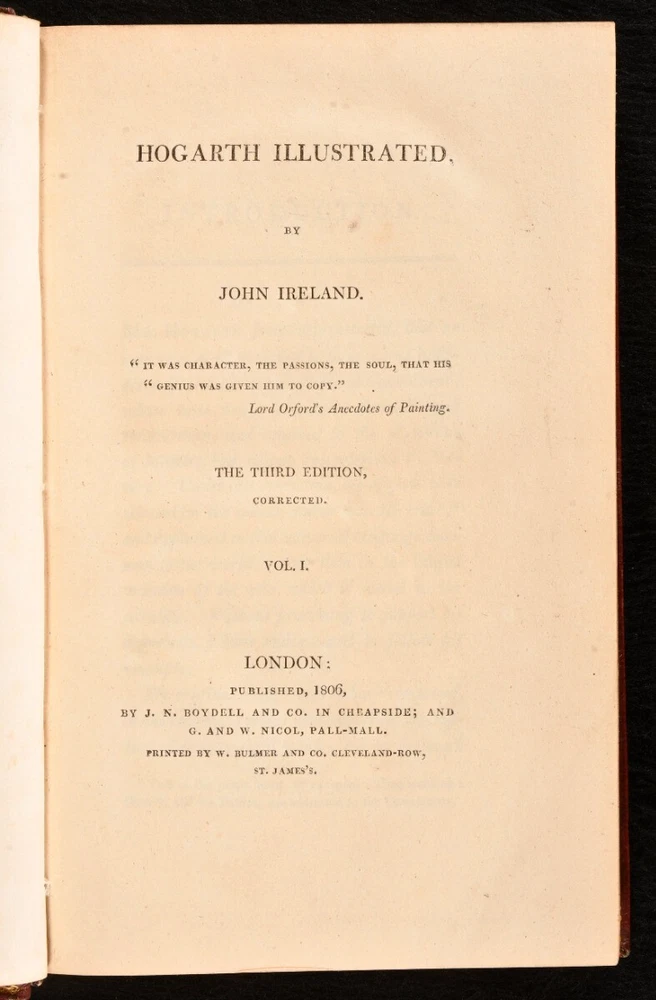 HOGARTH ILLUSTRATED,
BY
JOHN IRELAND.
“ IT WAS CHARACTER, THE PASSIONS, THE SOUL, THAT HIS
“ GENIUS WAS GIVEN HIM TO COPY.”
Lord Orford's Anecdotes of Painting.
THE THIRD EDITION,
CORRECTED.
VOL. I.
LONDON:
PUBLISHED, 1806,
BY J. N. BOYDELL AND CO. IN CHEAPSIDE; AND
G. AND W. NICOL, PALL-MALL.
PRINTED BY W. BULMER AND CO. CLEVELAND-ROW,
ST. JAMES'S.